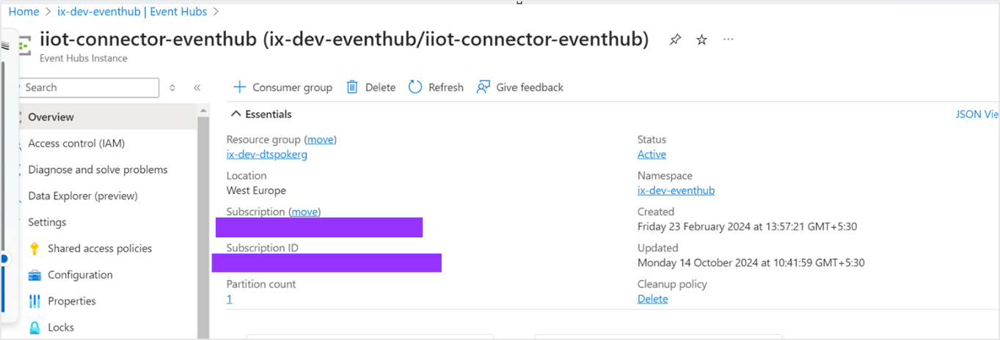 Home > ix-dev-eventhub | Event Hubs >
iiot-connector-eventhub (ix-dev-eventhub/iiot-connector-eventhub)
Event Hubs Instance
Search
Consumer group Delete Refresh Give feedback
Overview
Access control (IAM)
Diagnose and solve problems
Data Explorer (preview)
Settings
Shared access policies
Configuration
Properties
Locks
Essentials
JSON Vie
Resource group (move)
ix-dev-dtspokerg
Location
West Europe
Subscription (move)
Subscription ID
Partition count
1
Status
Active
Namespace
ix-dev-eventhub
Created
Friday 23 February 2024 at 13:57:21 GMT+5:30
Updated
Monday 14 October 2024 at 10:41:59 GMT+5:30
Cleanup policy
Delete